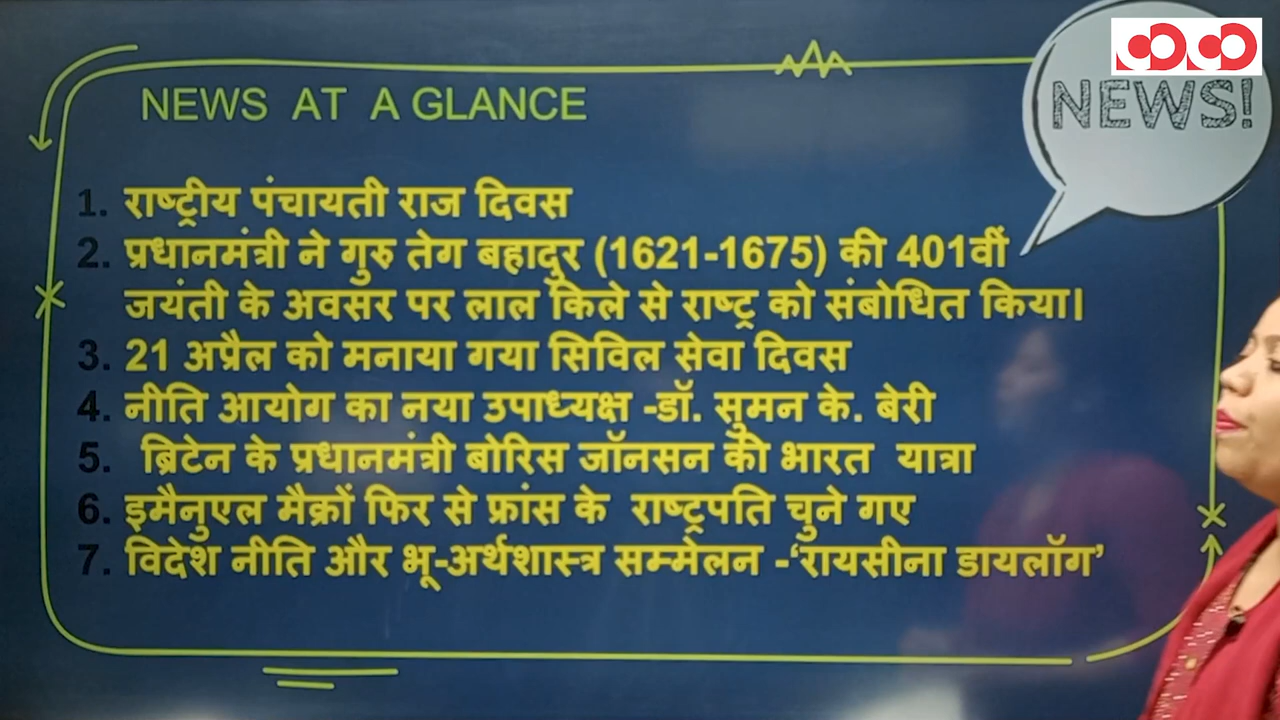 NEWS AT A GLANCE
NEWS!
1. राष्ट्रीय पंचायती राज दिवस
2. प्रधानमंत्री ने गुरु तेग बहादुर (1621-1675) की 401वीं
जयंती के अवसर पर लाल किले से राष्ट्र को संबोधित किया।
3. 21 अप्रैल को मनाया गया सिविल सेवा दिवस
4. नीति आयोग का नया उपाध्यक्ष -डॉ. सुमन के. बेरी
5. ब्रिटेन के प्रधानमंत्री बोरिस जॉनसन की भारत यात्रा
6. इमैनुएल मैक्रों फिर से फ्रांस के राष्ट्रपति चुने गए
7. विदेश नीति और भू-अर्थशास्त्र सम्मेलन -‘रायसीना डायलॉग’